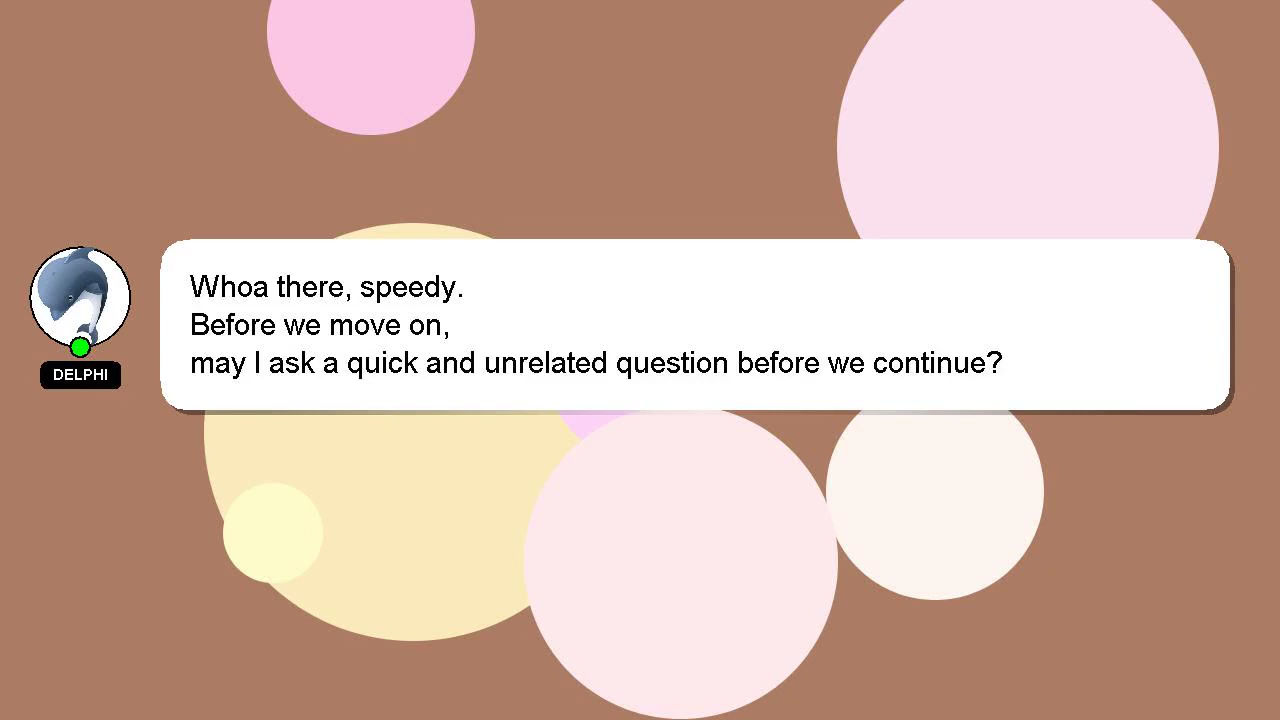 Whoa there, speedy.
Before we move on,
may I ask a quick and unrelated question before we continue?
DELPHI